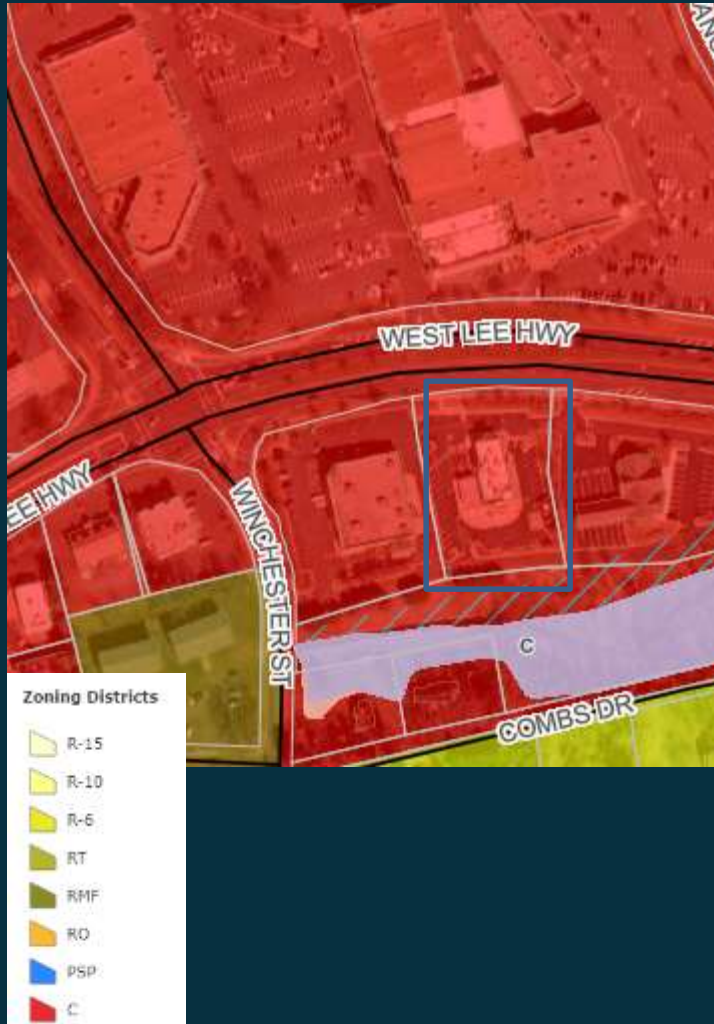 WEST LEE HWY
EE HWY
WINCHESTER ST
C
COMBS DR
Zoning Districts
R-15
R-10
R-6
RT
RMF
RO
PSP
C